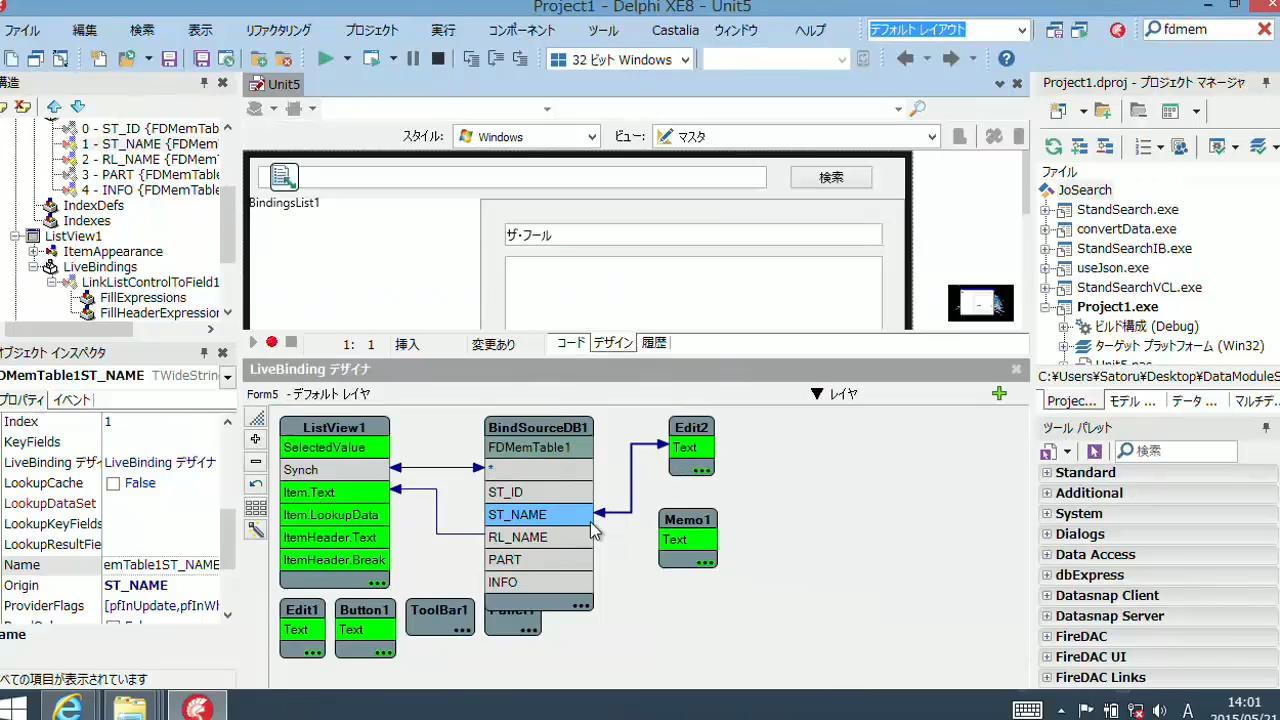 Project1 - Delphi XE8 - Unit5
ファイル 編集 検索 表示 リファクタリング プロジェクト 実行 コンポーネント ツール Castalia ウィンドウ ヘルプ デフォルト レイアウト fdmem
32 ビット Windows
構造
0 - ST_ID {FDMemTab
1 - ST_NAME {FDMem
2 - RL_NAME {FDMem
3 - PART {FDMemTable
4 - INFO {FDMemTable
IndexDefs
Indexes
ListView1
ItemAppearance
LiveBindings
LinkListControlToField1
FillExpressions
FillHeaderExpression
Unit5
スタイル: Windows ビュー: マスタ
検索
BindingsList1
ザ・フール
1: 1 挿入 変更あり コード デザイン 履歴
オブジェクト インスペクタ
DMemTable1ST_NAME TWideStrin
プロパティ イベント
Index 1
KeyFields
LiveBinding デザイ LiveBinding デザイナ
LookupCache False
LookupDataSet
LookupKeyFields
LookupResultFie
Name emTable1ST_NAME
Origin ST_NAME
ProviderFlags [pfInUpdate,pfInWh
ame
べての項目が表示されています
LiveBinding デザイナ
Form5 - デフォルト レイヤ
レイヤ
ListView1
SelectedValue
Synch
Item.Text
Item.LookupData
ItemHeader.Text
ItemHeader.Break
BindSourceDB1
FDMemTable1
*
ST_ID
ST_NAME
RL_NAME
PART
INFO
Edit2
Text
Memo1
Text
Edit1
Text
Button1
Text
ToolBar1
Project1.dproj - プロジェクト マネージャ
ファイル
JoSearch
StandSearch.exe
convertData.exe
StandSearchIB.exe
useJson.exe
StandSearchVCL.exe
Project1.exe
ビルド構成 (Debug)
ターゲット プラットフォーム (Win32)
Unit5.pas
C:¥Users¥Satoru¥Desktop¥DataModuleS
Projec... モデル ... データ ... マルチデ..
ツール パレット
検索
Standard
Additional
System
Dialogs
Data Access
dbExpress
Datasnap Client
Datasnap Server
FireDAC
FireDAC UI
FireDAC Links
A 14:01